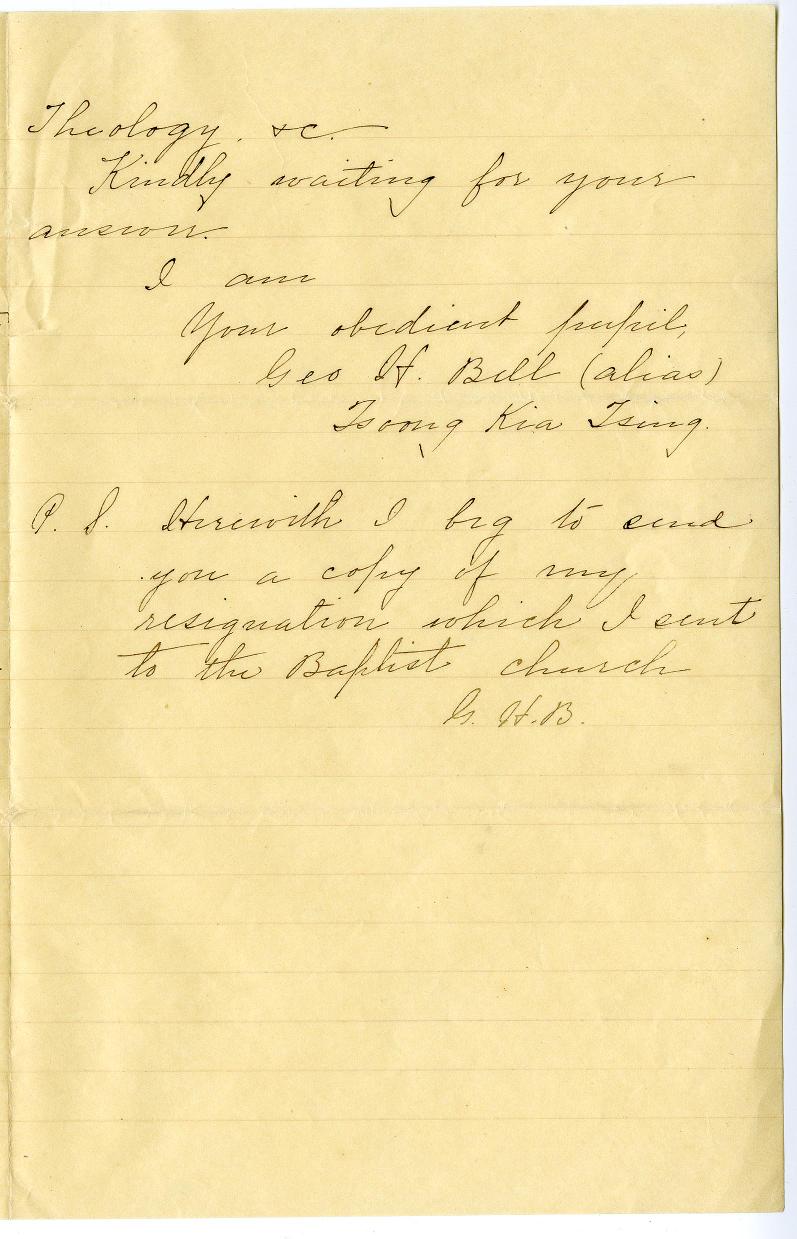 Theology. &c.
Kindly waiting for your
answer.
I am
Your obedient pupil,
Geo H. Bell (alias)
Tsoong Kia Tsing.
P. S. Herewith I beg to send
you a copy of my
resignation which I sent
to the Baptist church
G. H. B.